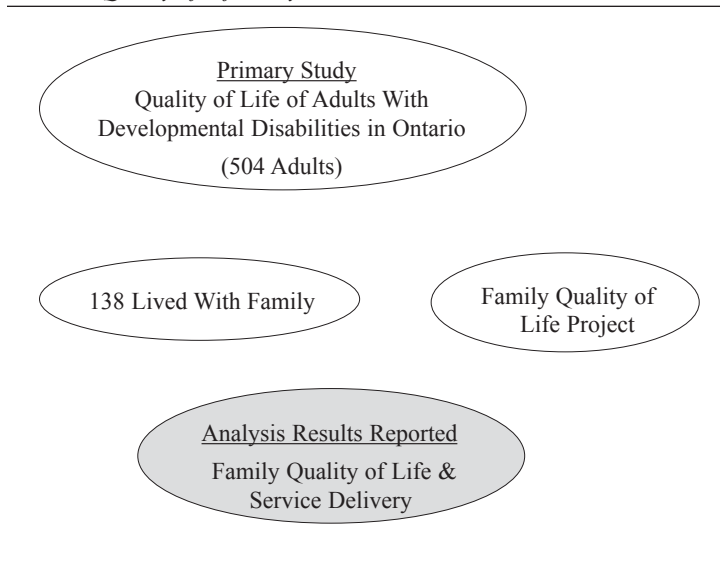 Primary Study
Quality of Life of Adults With
Developmental Disabilities in Ontario
(504 Adults)
138 Lived With Family
Family Quality of
Life Project
Analysis Results Reported
Family Quality of Life &
Service Delivery